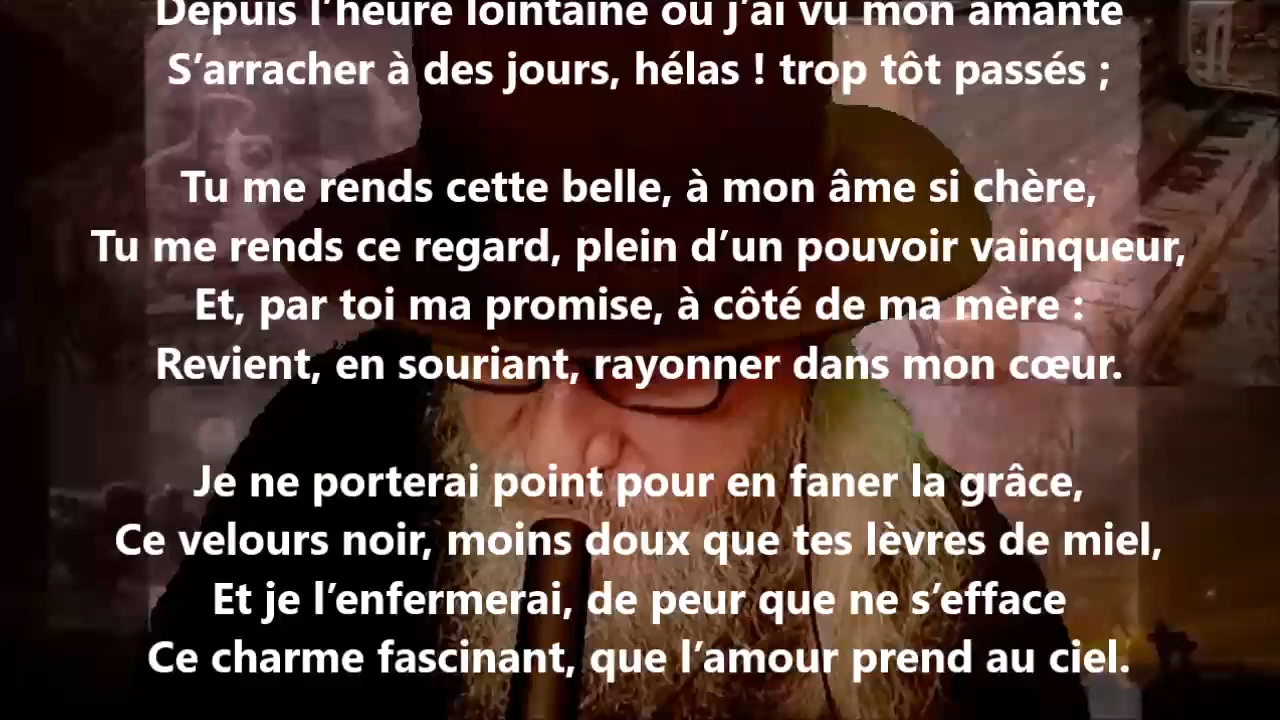 Depuis l’heure lointaine où j’ai vu mon amante
S’arracher à des jours, hélas ! trop tôt passés ;
Tu me rends cette belle, à mon âme si chère,
Tu me rends ce regard, plein d’un pouvoir vainqueur,
Et, par toi ma promise, à côté de ma mère :
Revient, en souriant, rayonner dans mon cœur.
Je ne porterai point pour en faner la grâce,
Ce velours noir, moins doux que tes lèvres de miel,
Et je l’enfermerai, de peur que ne s’efface
Ce charme fascinant, que l’amour prend au ciel.